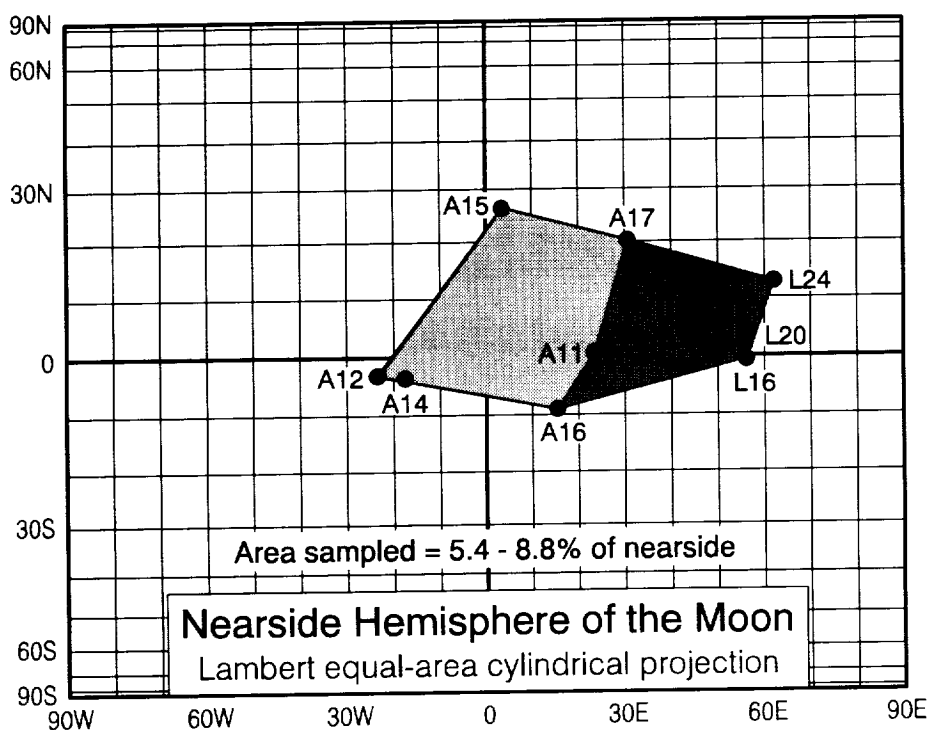 90N
60N
30N
0
30S
60S
90S
A15
A17
L24
A11
L20
A12
A14
L16
A16
Area sampled = 5.4 - 8.8% of nearside
Nearside Hemisphere of the Moon
Lambert equal-area cylindrical projection
90W 60W 30W 0 30E 60E 90E